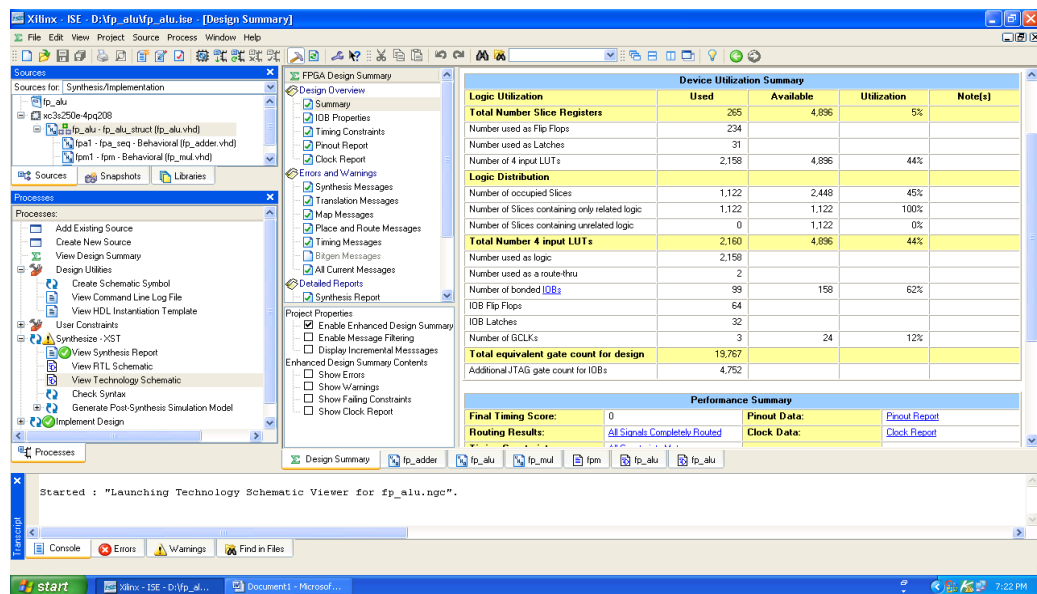 Xilinx - ISE - D:\fp_alu\fp_alu.ise - [Design Summary]
File Edit View Project Source Process Window Help
Sources
Sources for: Synthesis/Implementation
fp_alu
xc3s250e-4pq208
fp_alu - fp_alu_struct (fp_alu.vhd)
fpa1 - fpa_seq - Behavioral (fp_adder.vhd)
fpm1 - fpm - Behavioral (fp_mul.vhd)
Sources Snapshots Libraries
Processes
Processes:
Add Existing Source
Create New Source
View Design Summary
Design Utilities
Create Schematic Symbol
View Command Line Log File
View HDL Instantiation Template
User Constraints
Synthesize - XST
View Synthesis Report
View RTL Schematic
View Technology Schematic
Check Syntax
Generate Post-Synthesis Simulation Model
Implement Design
Processes
FPGA Design Summary
Design Overview
Summary
IOB Properties
Timing Constraints
Pinout Report
Clock Report
Errors and Warnings
Synthesis Messages
Translation Messages
Map Messages
Place and Route Messages
Timing Messages
Bitgen Messages
All Current Messages
Detailed Reports
Synthesis Report
Project Properties
Enable Enhanced Design Summary
Enable Message Filtering
Display Incremental Messsages
Enhanced Design Summary Contents
Show Errors
Show Warnings
Show Failing Constraints
Show Clock Report
Device Utilization Summary
Logic Utilization Used Available Utilization Note(s)
Total Number Slice Registers 265 4,896 5%
Number used as Flip Flops 234
Number used as Latches 31
Number of 4 input LUTs 2,158 4,896 44%
Logic Distribution
Number of occupied Slices 1,122 2,448 45%
Number of Slices containing only related logic 1,122 1,122 100%
Number of Slices containing unrelated logic 0 1,122 0%
Total Number 4 input LUTs 2,160 4,896 44%
Number used as logic 2,158
Number used as a route-thru 2
Number of bonded IOBs 99 158 62%
IOB Flip Flops 64
IOB Latches 32
Number of GCLKs 3 24 12%
Total equivalent gate count for design 19,767
Additional JTAG gate count for IOBs 4,752
Performance Summary
Final Timing Score: 0 Pinout Data: Pinout Report
Routing Results: All Signals Completely Routed Clock Data: Clock Report
Design Summary fp_adder fp_alu fp_mul fpm fp_alu fp_alu
Started : "Launching Technology Schematic Viewer for fp_alu.ngc".
Transcript
Console Errors Warnings Find in Files
start Xilinx - ISE - D:\fp_al... Document1 - Microsof... 7:22 PM